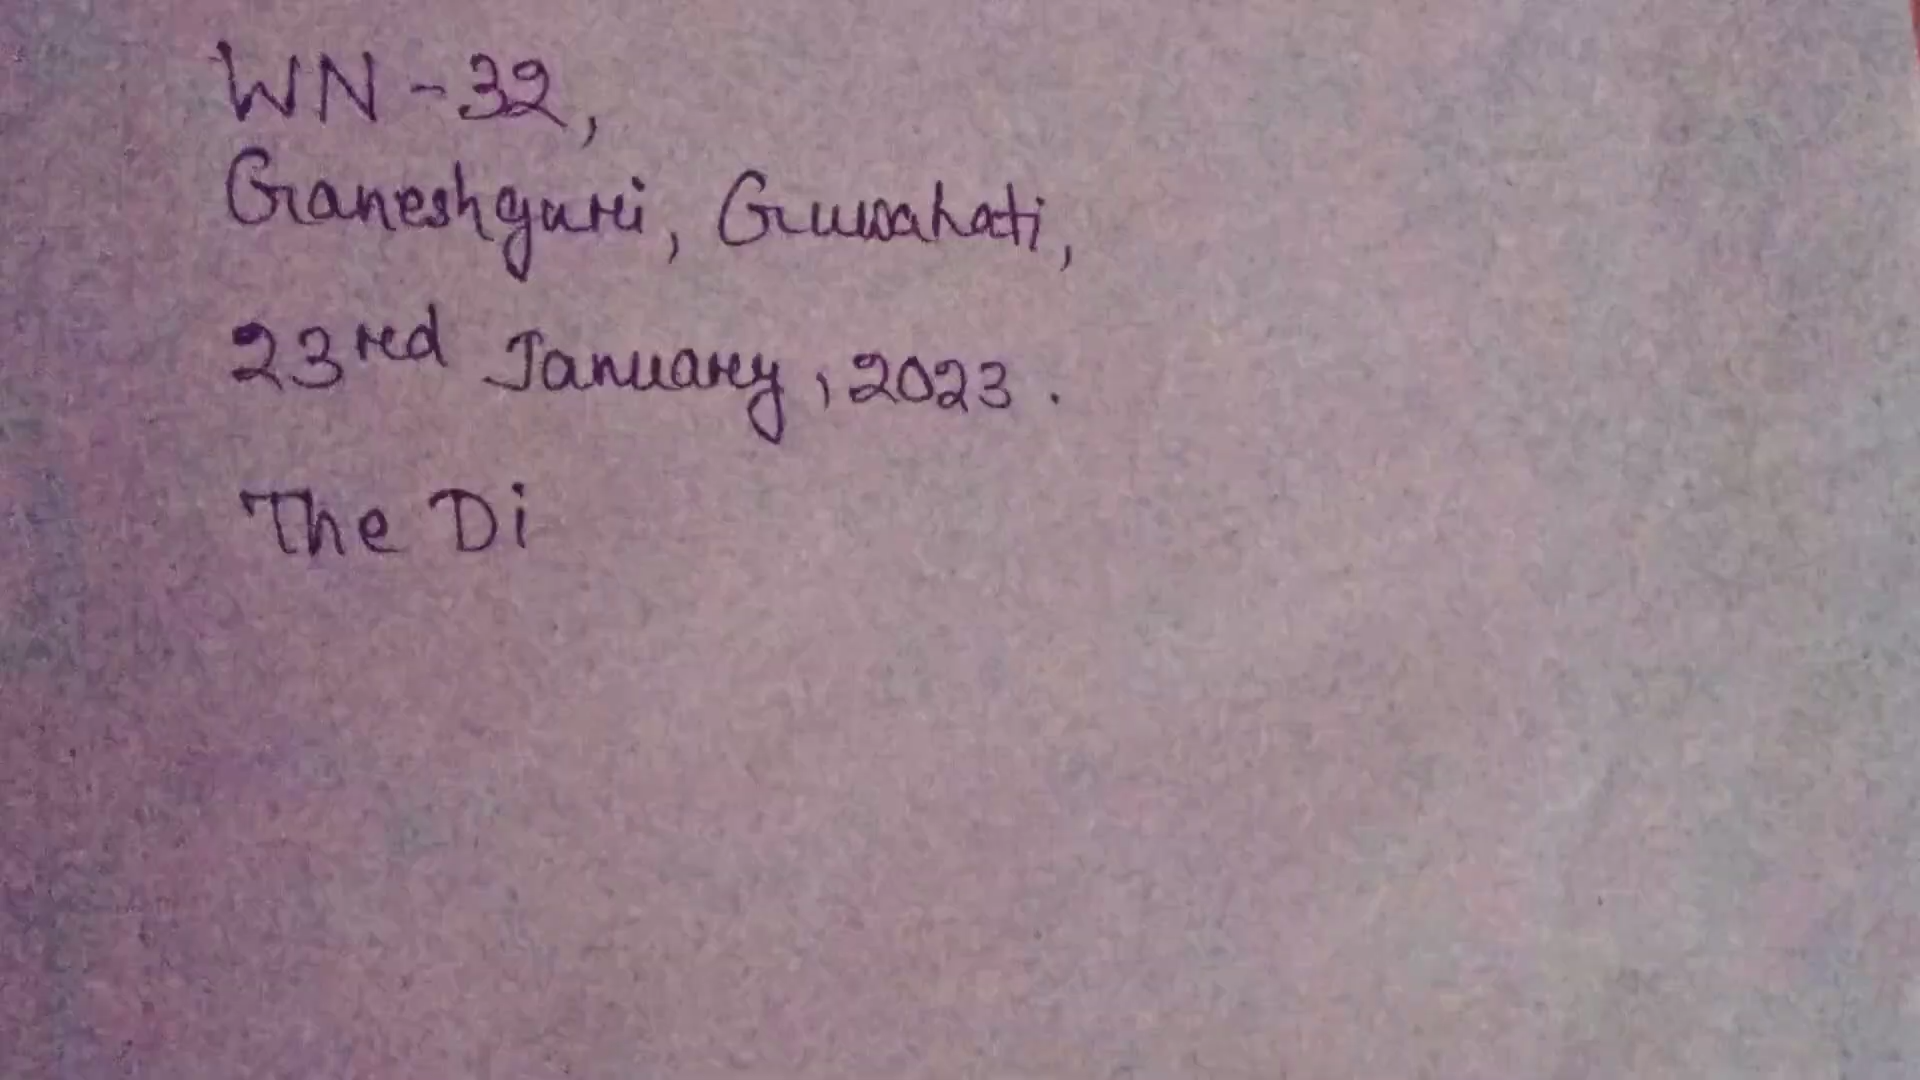 WN-32,
Ganeshguri, Guwahati,
23rd January, 2023.
The Di